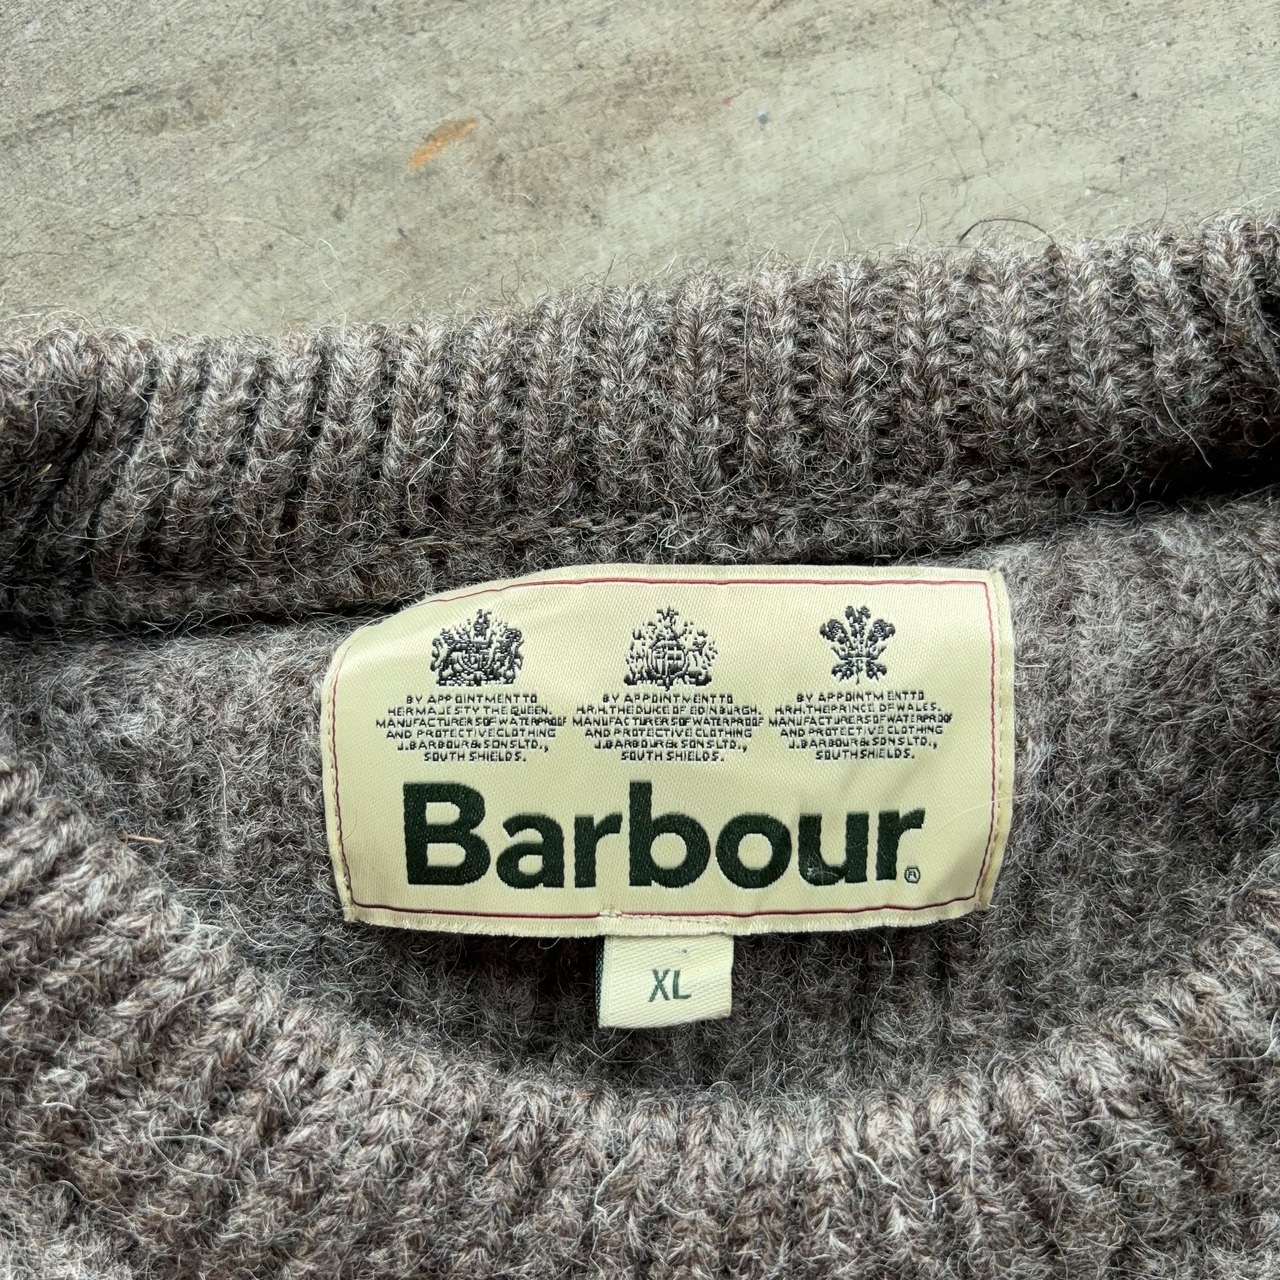 BY APPOINTMENT TO
HER MAJESTY THE QUEEN.
MANUFACTURERS OF WATERPROOF
AND PROTECTIVE CLOTHING
J.BARBOUR & SONS LTD.,
SOUTH SHIELDS.
BY APPOINTMENT TO
H.R.H. THE DUKE OF EDINBURGH.
MANUFACTURERS OF WATERPROOF
AND PROTECTIVE CLOTHING
J.BARBOUR & SONS LTD.,
SOUTH SHIELDS.
BY APPOINTMENT TO
H.R.H. THE PRINCE OF WALES.
MANUFACTURERS OF WATERPROOF
AND PROTECTIVE CLOTHING
J.BARBOUR & SONS LTD.,
SOUTH SHIELDS.
Barbour®
XL